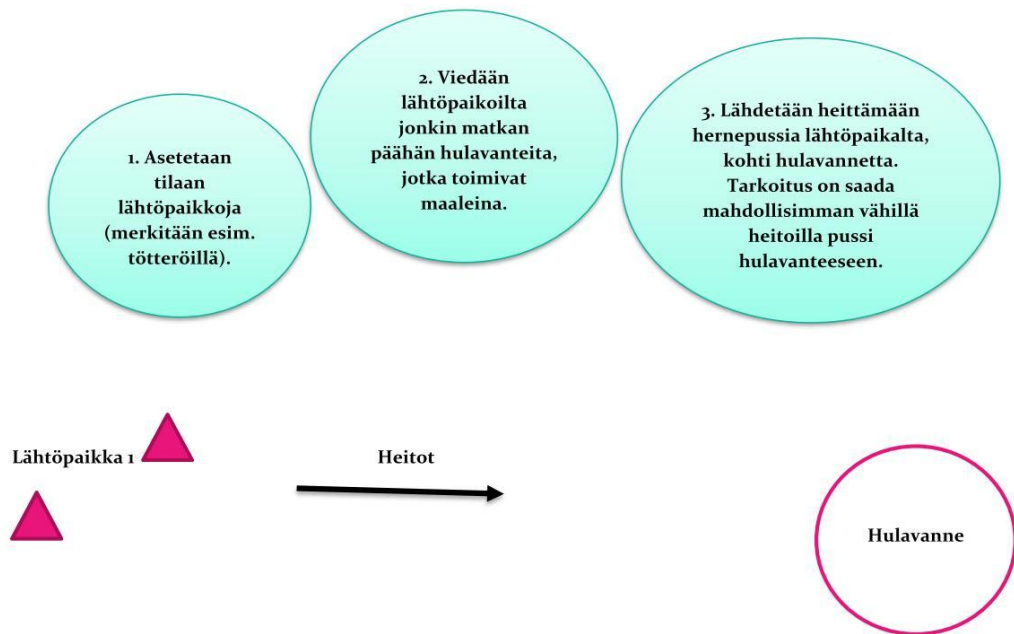 1. Asetetaan
tilaan
lähtöpaikkoja
(merkitään esim.
tötteröillä).
2. Viedään
lähtöpaikoilta
jonkin matkan
päähän hulavanteita,
jotka toimivat
maaleina.
3. Lähdetään heittämään
hernepussia lähtöpaikalta,
kohti hulavannetta.
Tarkoitus on saada
mahdollisimman vähillä
heitoilla pussi
hulavanteeseen.
Lähtöpaikka 1
Heitot
Hulavanne